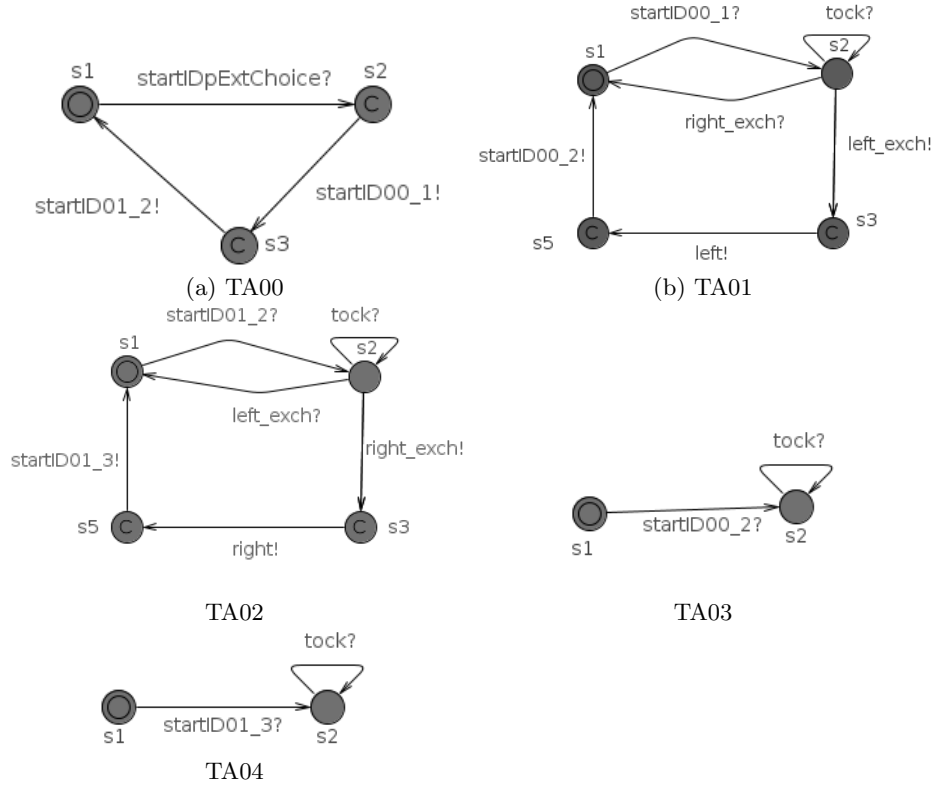 s1
startIDpExtChoice?
s2
C
startID00_1!
startID01_2!
C
s3
(a) TA00
startID00_1?
tock?
s1
s2
right_exch?
left_exch!
startID00_2!
C
s5
left!
C
s3
(b) TA01
startID01_2?
tock?
s1
s2
left_exch?
right_exch!
startID01_3!
s5
C
right!
C
s3
TA02
tock?
startID00_2?
s1
s2
TA03
tock?
startID01_3?
s1
s2
TA04